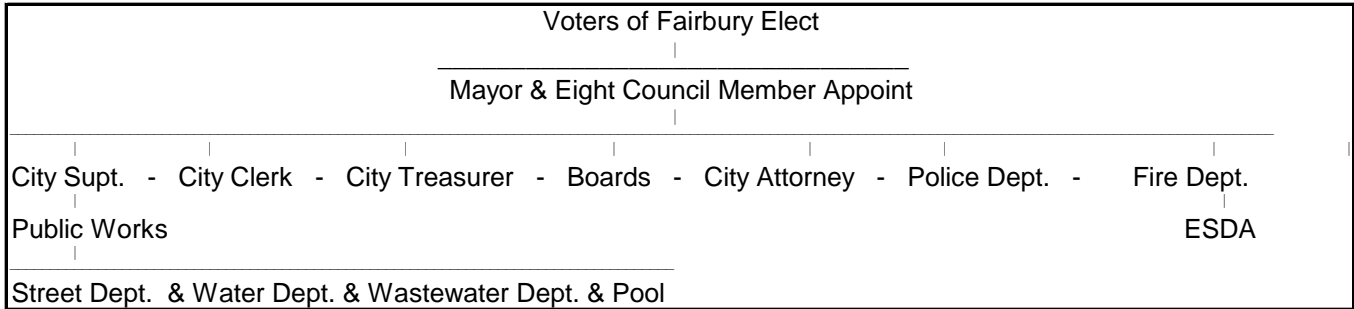 Voters of Fairbury Elect
Mayor & Eight Council Member Appoint
City Supt. - City Clerk - City Treasurer - Boards - City Attorney - Police Dept. - Fire Dept.
Public Works ESDA
Street Dept. & Water Dept. & Wastewater Dept. & Pool